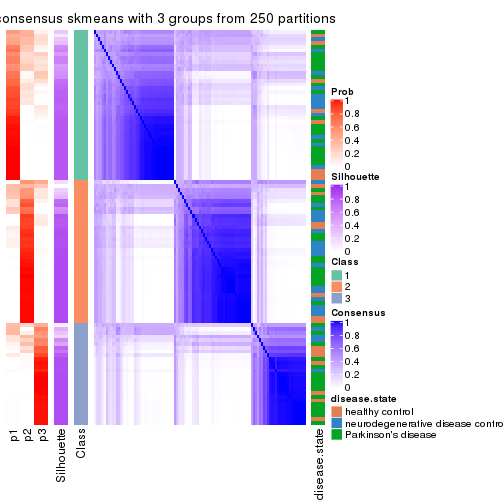 consensus skmeans with 3 groups from 250 partitions
Prob
1
0.8
0.6
0.4
0.2
0
Silhouette
1
0.8
0.6
0.4
0.2
0
Class
1
2
3
Consensus
1
0.8
0.6
0.4
0.2
0
disease.state
healthy control
neurodegenerative disease contro
Parkinson's disease
p1
p2
p3
Silhouette
Class
disease.state